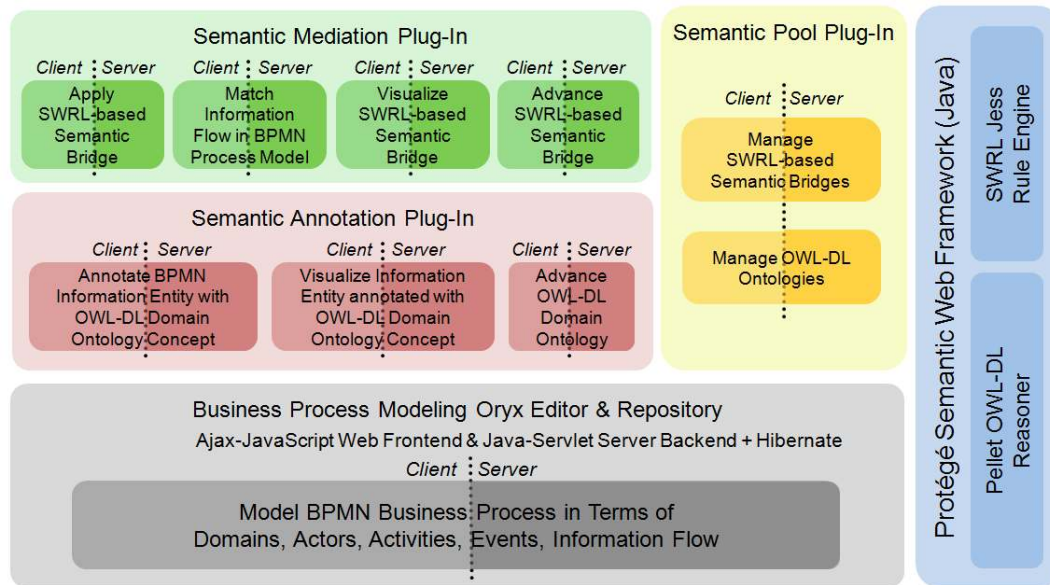 Semantic Mediation Plug-In
Client Server
Apply
SWRL-based
Semantic
Bridge
Client Server
Match
Information
Flow in BPMN
Process Model
Client Server
Visualize
SWRL-based
Semantic
Bridge
Client Server
Advance
SWRL-based
Semantic
Bridge
Semantic Annotation Plug-In
Client Server
Annotate BPMN
Information Entity with
OWL-DL Domain
Ontology Concept
Client Server
Visualize Information
Entity annotated with
OWL-DL Domain
Ontology Concept
Client Server
Advance
OWL-DL
Domain
Ontology
Semantic Pool Plug-In
Client Server
Manage
SWRL-based
Semantic Bridges
Manage OWL-DL
Ontologies
Business Process Modeling Oryx Editor & Repository
Ajax-JavaScript Web Frontend & Java-Servlet Server Backend + Hibernate
Client Server
Model BPMN Business Process in Terms of
Domains, Actors, Activities, Events, Information Flow
Protégé Semantic Web Framework (Java)
SWRL Jess
Rule Engine
Pellet OWL-DL
Reasoner